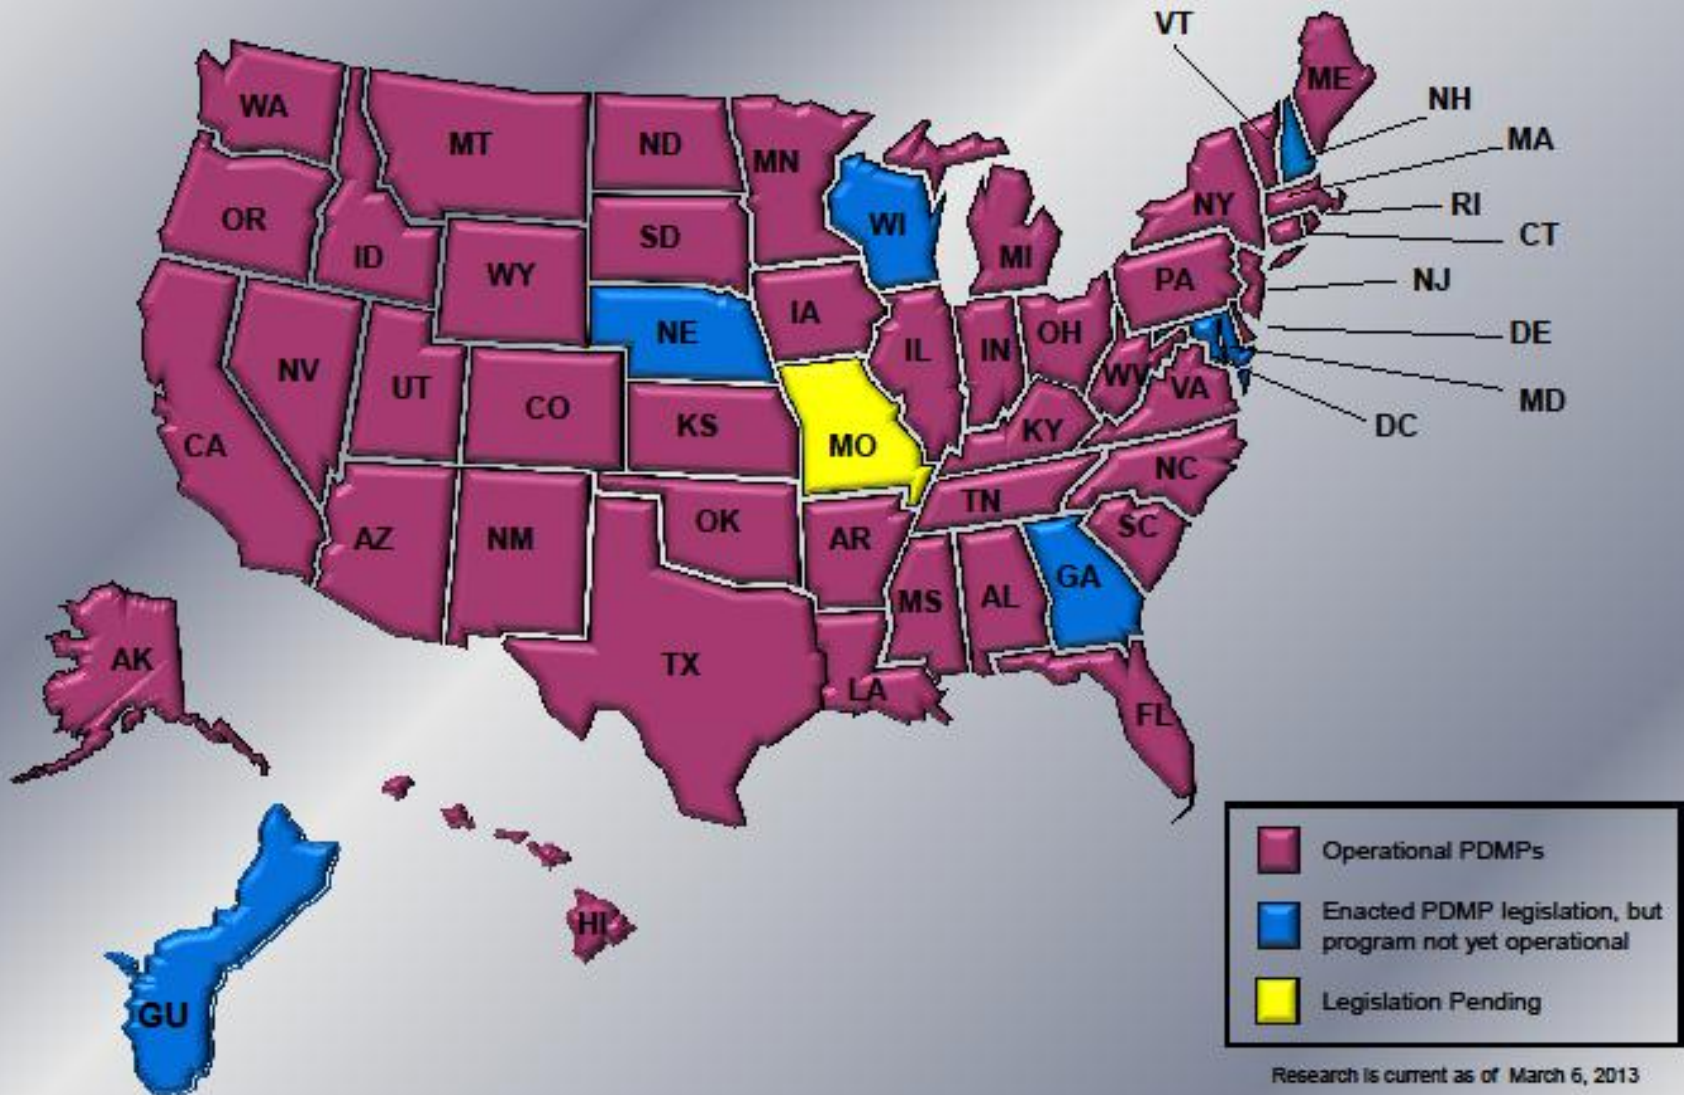 VT
ME
NH
WA
MT
ND
MN
MA
OR
ID
WY
SD
WI
MI
NY
RI
CT
PA
NJ
NV
UT
CO
NE
IA
IL
IN
OH
WV
VA
DE
MD
DC
CA
KS
MO
KY
NC
TN
AZ
NM
OK
AR
SC
MS
AL
GA
AK
TX
LA
FL
HI
GU
Operational PDMPs
Enacted PDMP legislation, but
program not yet operational
Legislation Pending
Research is current as of March 6, 2013